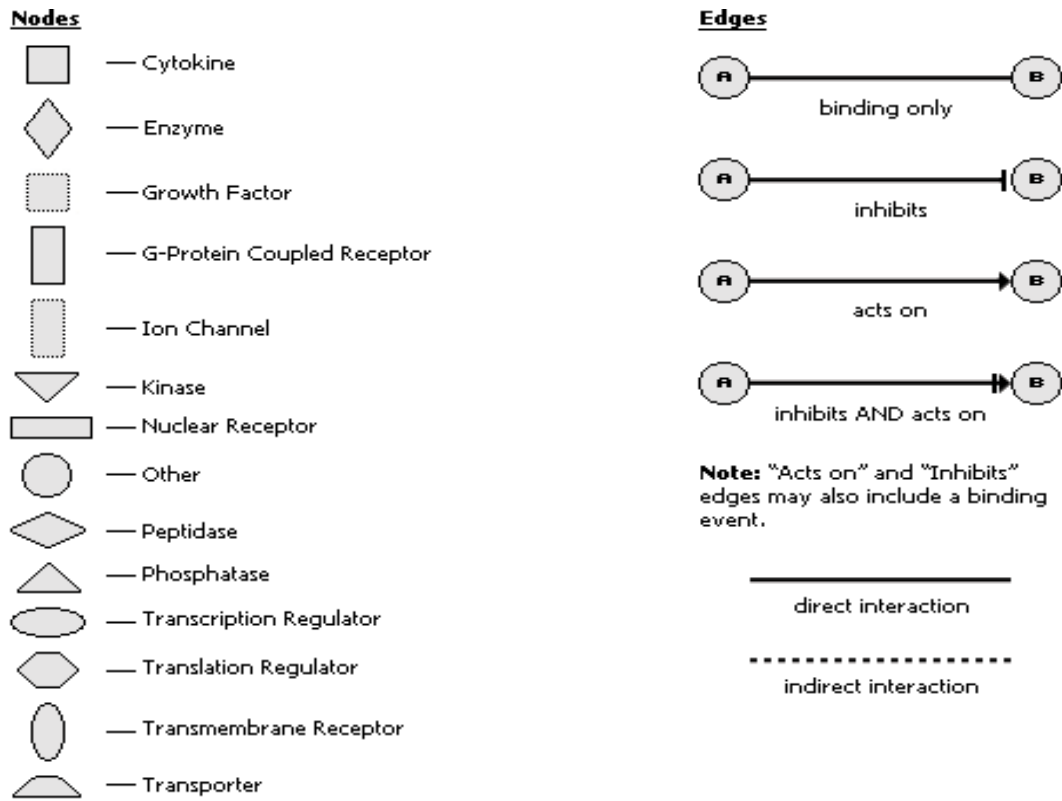 Nodes
Cytokine
Enzyme
Growth Factor
G-Protein Coupled Receptor
Ion Channel
Kinase
Nuclear Receptor
Other
Peptidase
Phosphatase
Transcription Regulator
Translation Regulator
Transmembrane Receptor
Transporter
Edges
A B
binding only
A B
inhibits
A B
acts on
A B
inhibits AND acts on
Note: “Acts on” and “Inhibits”
edges may also include a binding
event.
direct interaction
indirect interaction